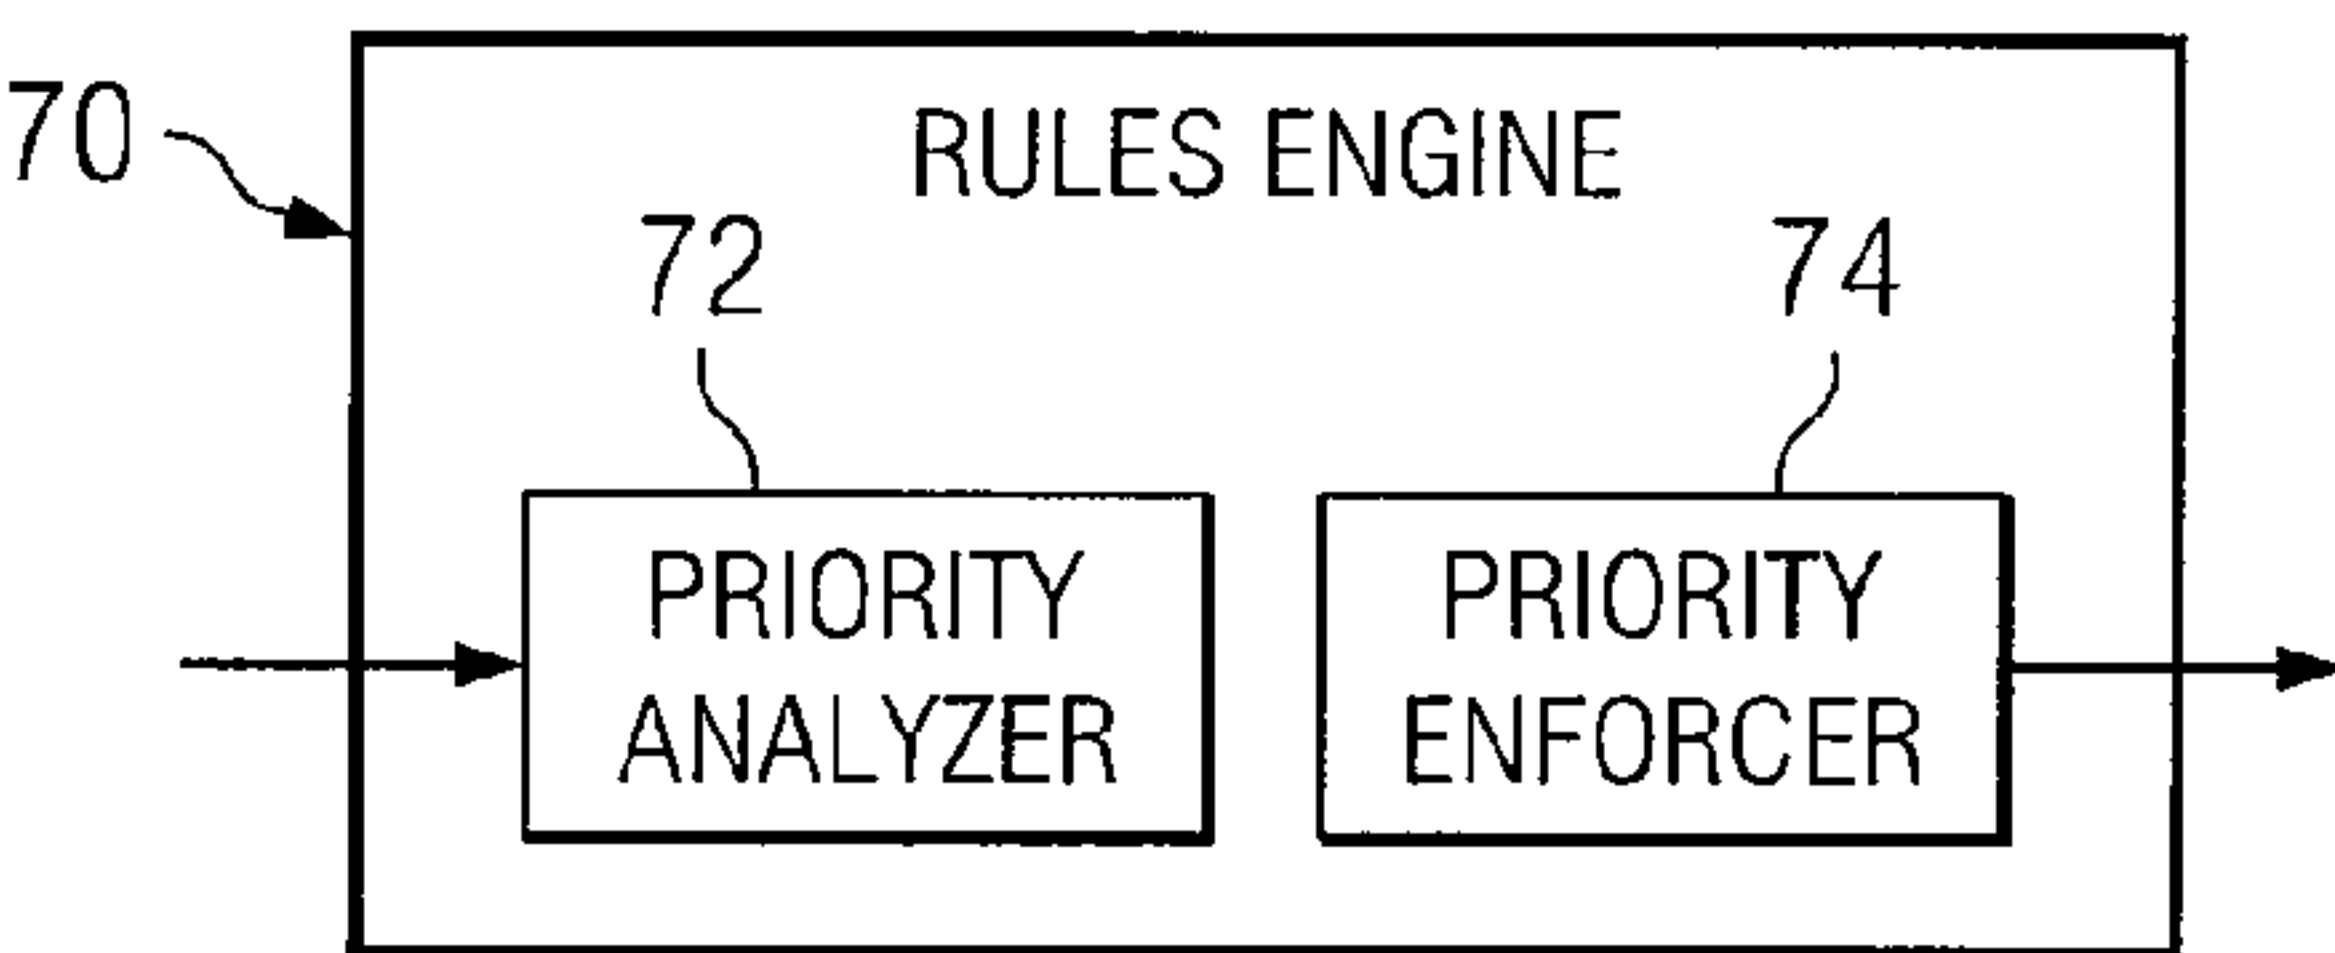 70
RULES ENGINE
72
74
PRIORITY
ANALYZER
PRIORITY
ENFORCER